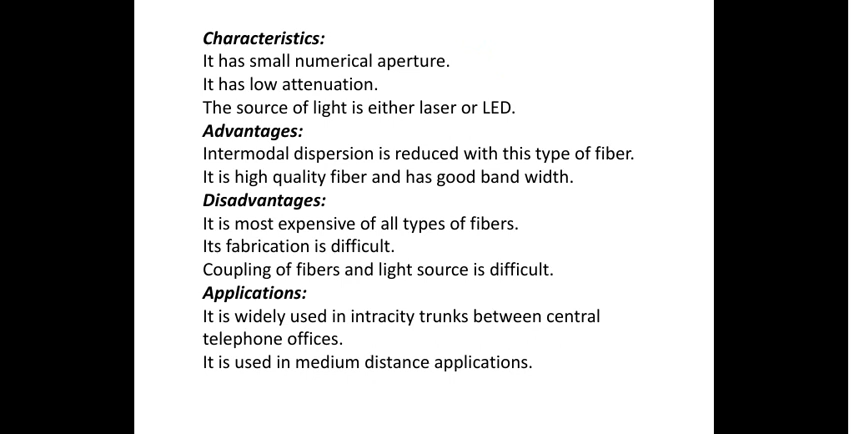 Characteristics:
It has small numerical aperture.
It has low attenuation.
The source of light is either laser or LED.
Advantages:
Intermodal dispersion is reduced with this type of fiber.
It is high quality fiber and has good band width.
Disadvantages:
It is most expensive of all types of fibers.
Its fabrication is difficult.
Coupling of fibers and light source is difficult.
Applications:
It is widely used in intracity trunks between central
telephone offices.
It is used in medium distance applications.